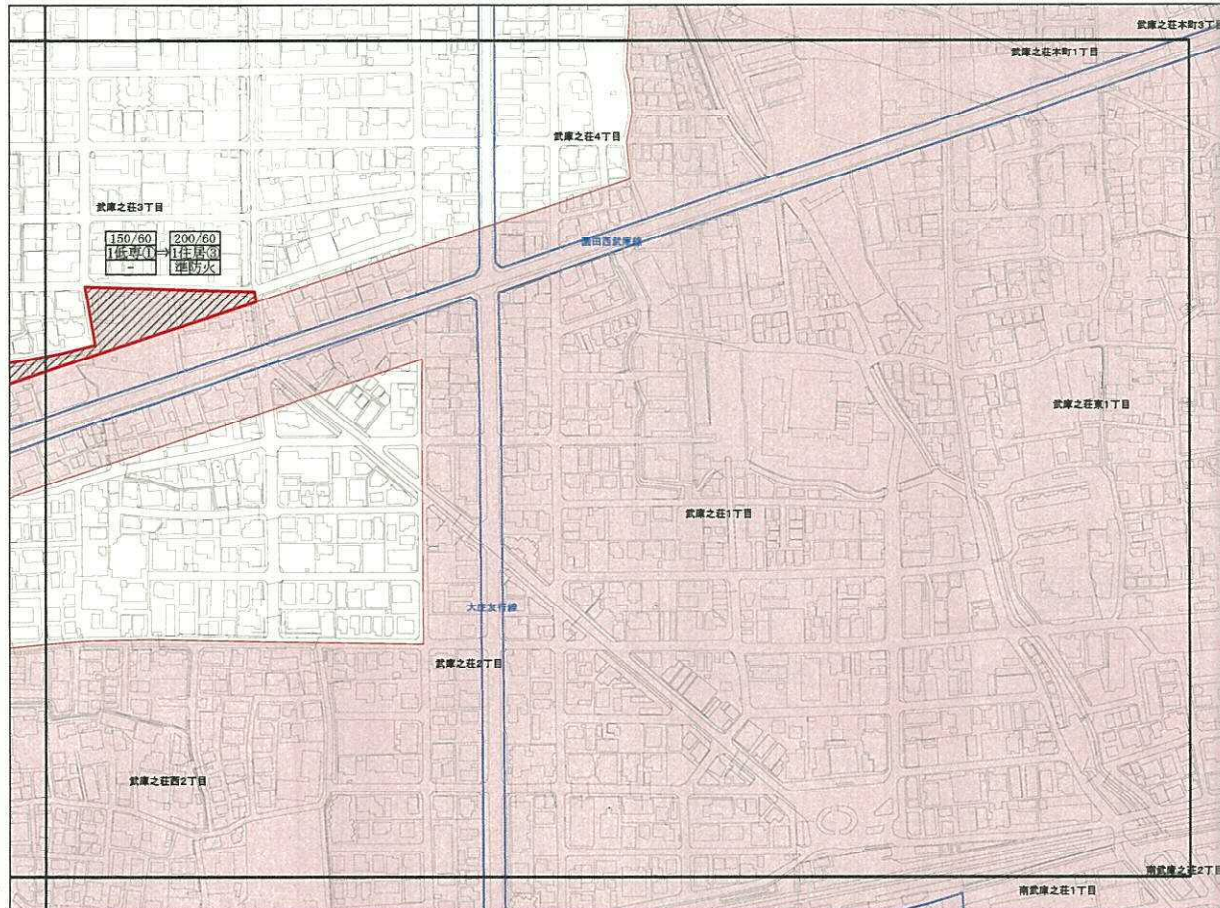 武庫之荘本町3丁目
武庫之荘本町1丁目
武庫之荘4丁目
武庫之荘3丁目
150/60
1低専①
-
⇒
200/60
1住居③
準防火
園田西武庫線
武庫之荘東1丁目
武庫之荘1丁目
大庄友行線
武庫之荘2丁目
武庫之荘西2丁目
南武庫之荘2丁目
南武庫之荘1丁目